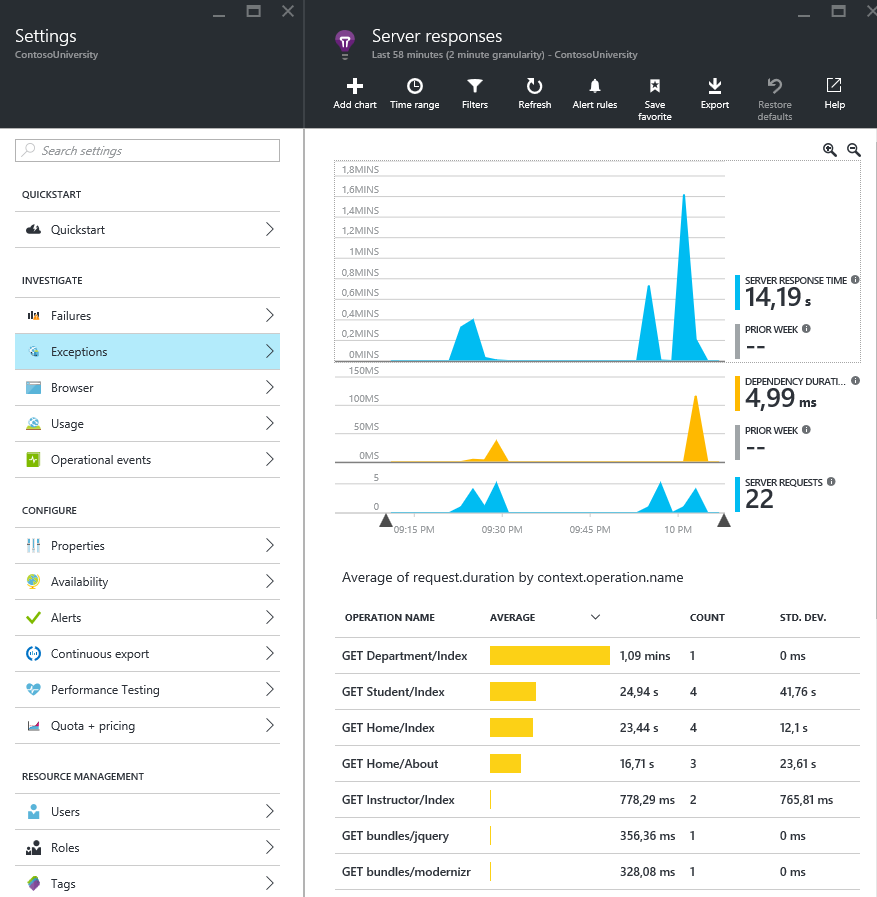 Settings
ContosoUniversity
Search settings
QUICKSTART
Quickstart
INVESTIGATE
Failures
Exceptions
Browser
Usage
Operational events
CONFIGURE
Properties
Availability
Alerts
Continuous export
Performance Testing
Quota + pricing
RESOURCE MANAGEMENT
Users
Roles
Tags
Server responses
Last 58 minutes (2 minute granularity) - ContosoUniversity
Add chart Time range Filters Refresh Alert rules Save favorite Export Restore defaults Help
1,8MINS
1,6MINS
1,4MINS
1,2MINS
1MINS
0,8MINS
0,6MINS
0,4MINS
0,2MINS
0MINS
SERVER RESPONSE TIME
14,19 s
PRIOR WEEK
--
150MS
100MS
50MS
0MS
DEPENDENCY DURATI...
4,99 ms
PRIOR WEEK
--
5
0
SERVER REQUESTS
22
09:15 PM 09:30 PM 09:45 PM 10 PM
Average of request.duration by context.operation.name
OPERATION NAME AVERAGE COUNT STD. DEV.
GET Department/Index 1,09 mins 1 0 ms
GET Student/Index 24,94 s 4 41,76 s
GET Home/Index 23,44 s 4 12,1 s
GET Home/About 16,71 s 3 23,61 s
GET Instructor/Index 778,29 ms 2 765,81 ms
GET bundles/jquery 356,36 ms 1 0 ms
GET bundles/modernizr 328,08 ms 1 0 ms